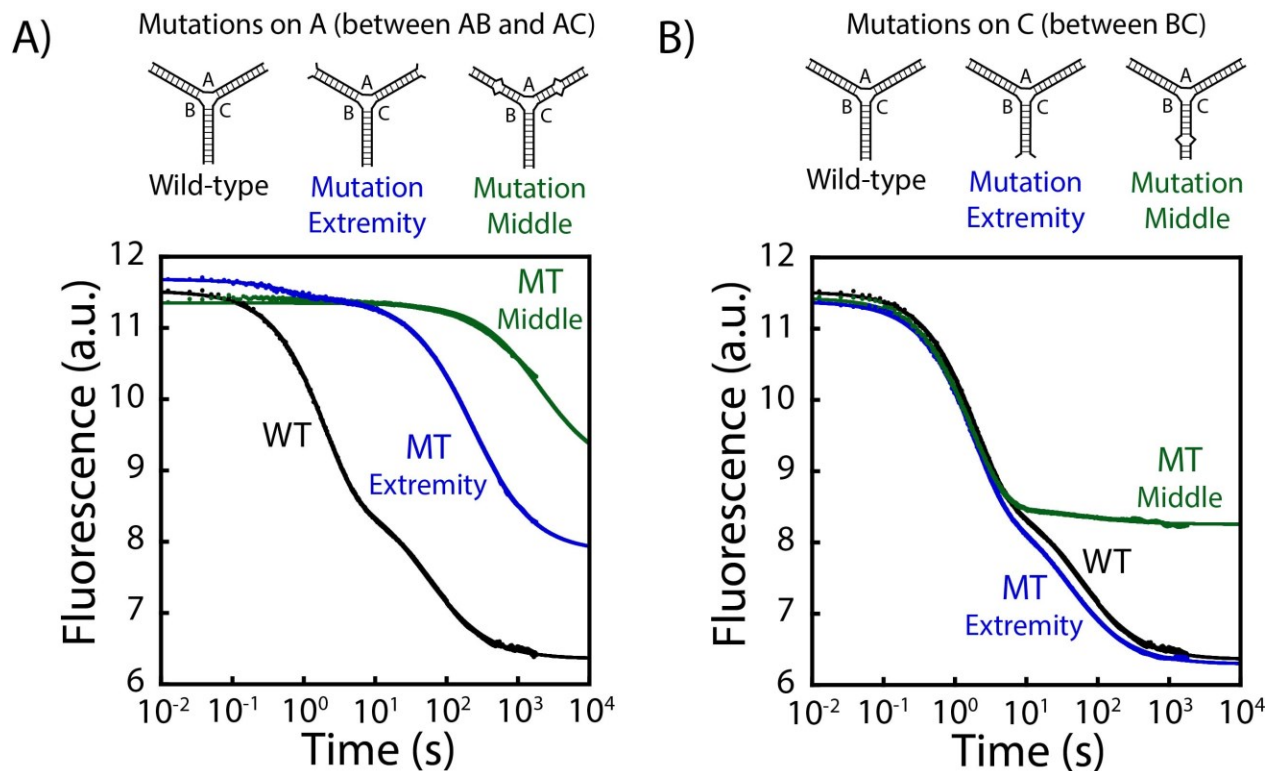 A)
Mutations on A (between AB and AC)
A
B C
Wild-type
A
B C
Mutation
Extremity
A
B C
Mutation
Middle
Fluorescence (a.u.)
12
11
10
9
8
7
6
MT
Middle
WT
MT
Extremity
10⁻² 10⁻¹ 10⁰ 10¹ 10² 10³ 10⁴
Time (s)
B)
Mutations on C (between BC)
A
B C
Wild-type
A
B C
Mutation
Extremity
A
B C
Mutation
Middle
Fluorescence (a.u.)
12
11
10
9
8
7
6
MT
Middle
WT
MT
Extremity
10⁻² 10⁻¹ 10⁰ 10¹ 10² 10³ 10⁴
Time (s)